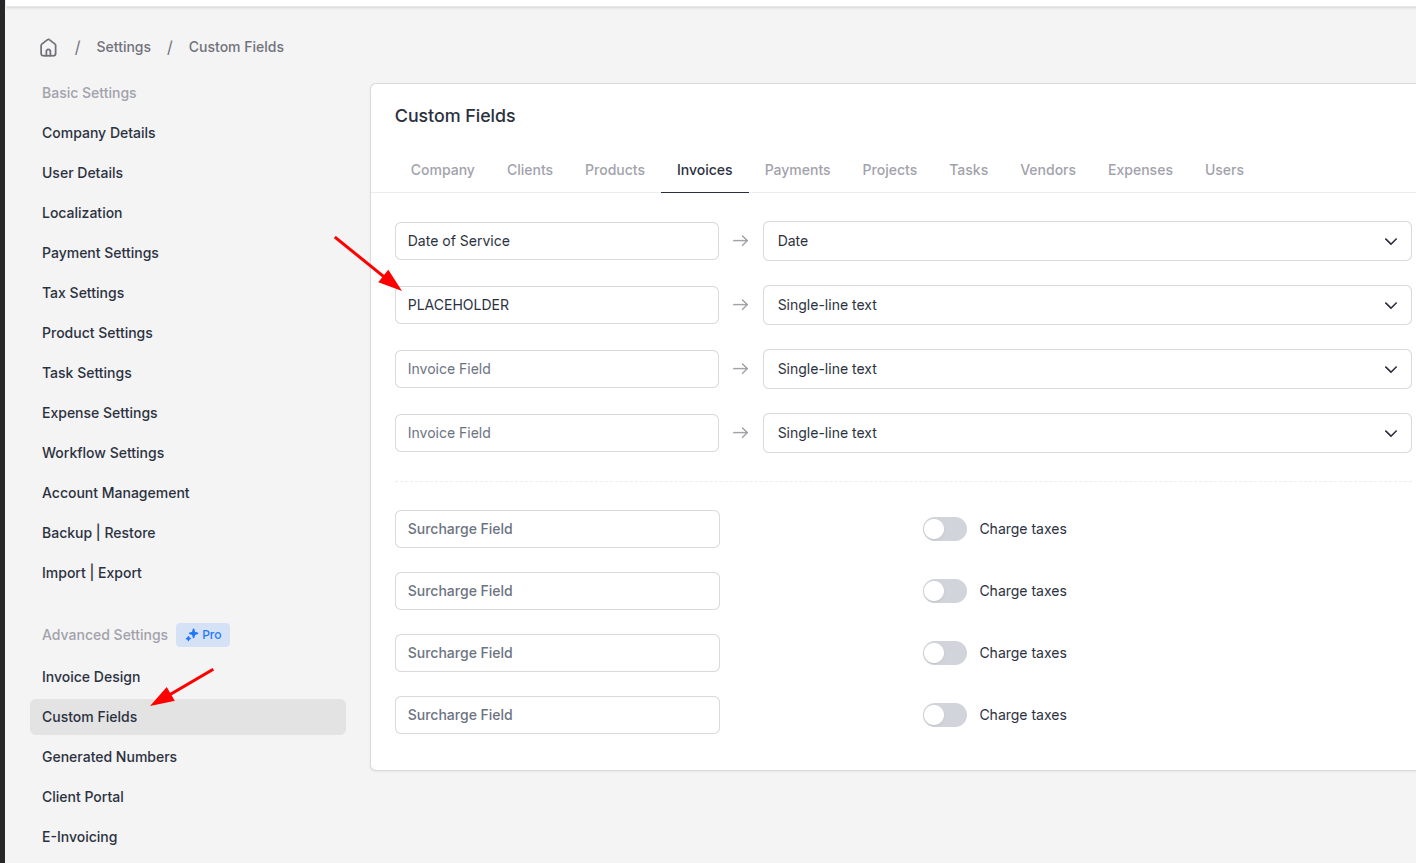 / Settings / Custom Fields
Basic Settings
Company Details
User Details
Localization
Payment Settings
Tax Settings
Product Settings
Task Settings
Expense Settings
Workflow Settings
Account Management
Backup | Restore
Import | Export
Advanced Settings Pro
Invoice Design
Custom Fields
Generated Numbers
Client Portal
E-Invoicing
Custom Fields
Company Clients Products Invoices Payments Projects Tasks Vendors Expenses Users
Date of Service → Date
PLACEHOLDER → Single-line text
Invoice Field → Single-line text
Invoice Field → Single-line text
Surcharge Field Charge taxes
Surcharge Field Charge taxes
Surcharge Field Charge taxes
Surcharge Field Charge taxes